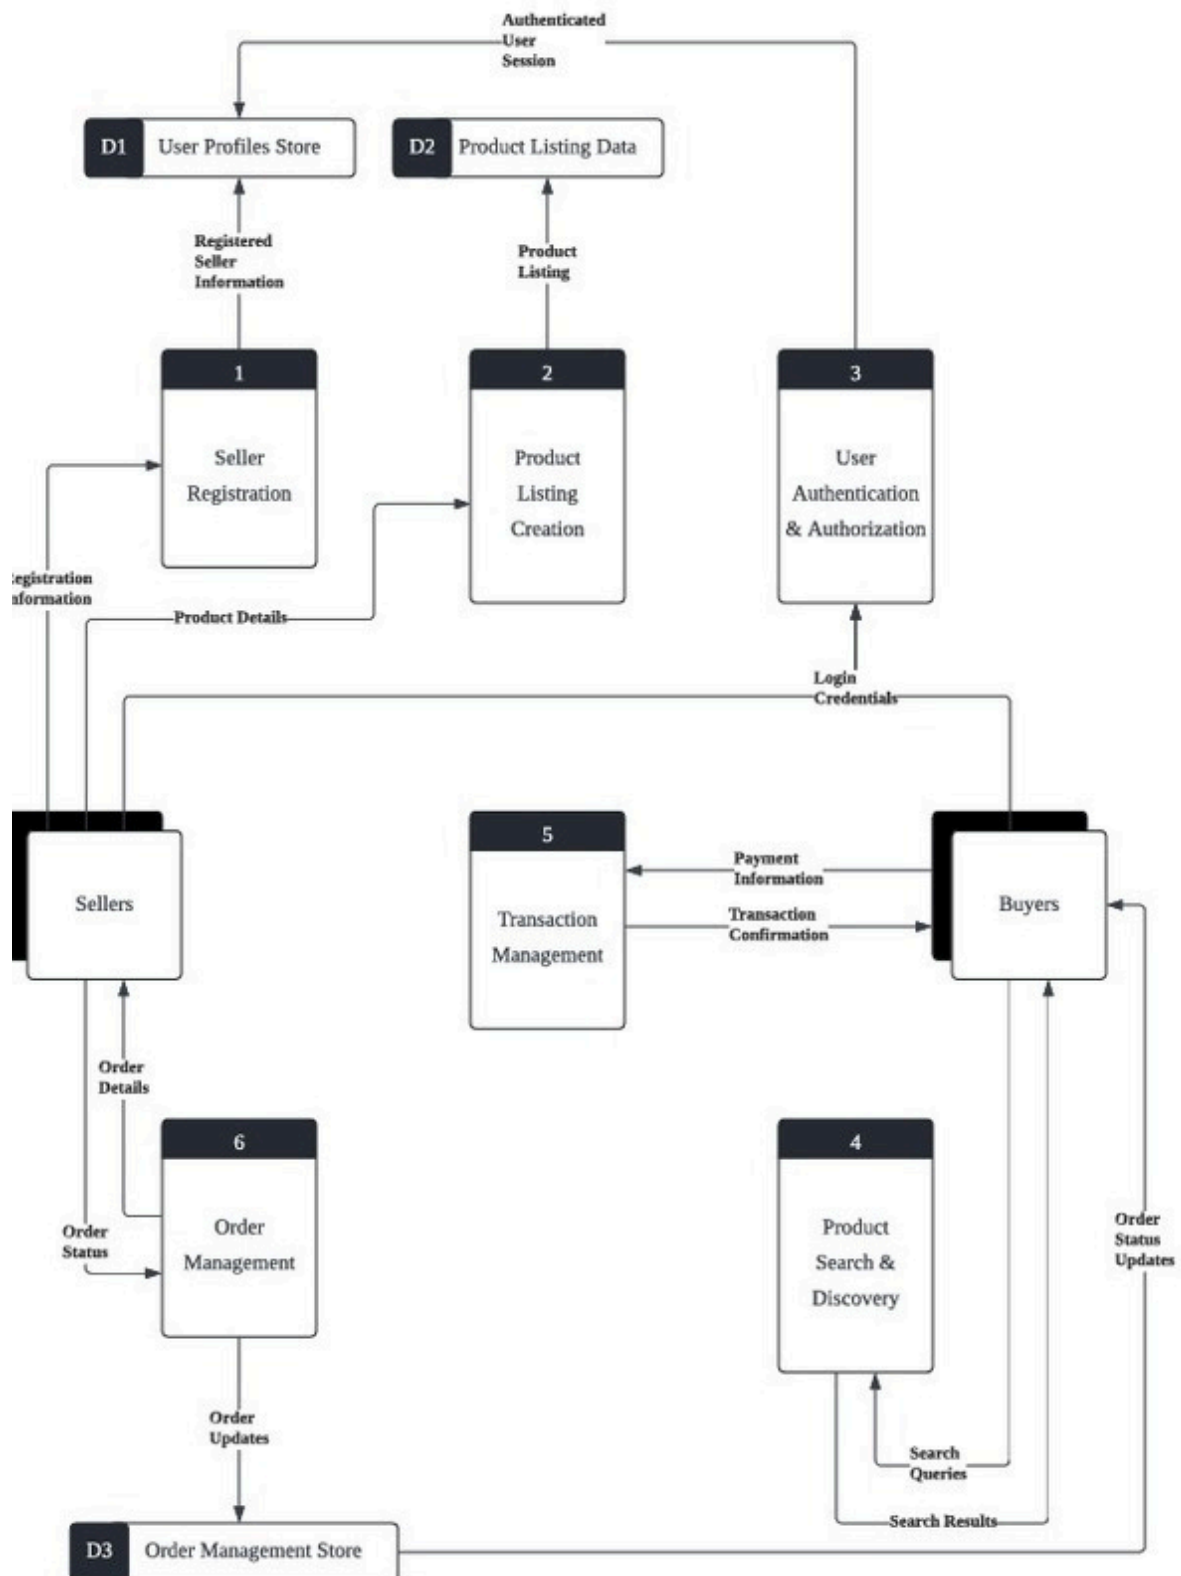 Authenticated
User
Session
D1 User Profiles Store
D2 Product Listing Data
Registered
Seller
Information
Product
Listing
1
Seller
Registration
2
Product
Listing
Creation
3
User
Authentication
& Authorization
egistration
nformation
Product Details
Login
Credentials
Sellers
5
Transaction
Management
Payment
Information
Transaction
Confirmation
Buyers
Order
Details
6
Order
Management
Order
Status
4
Product
Search &
Discovery
Order
Status
Updates
Order
Updates
Search
Queries
Search Results
D3 Order Management Store